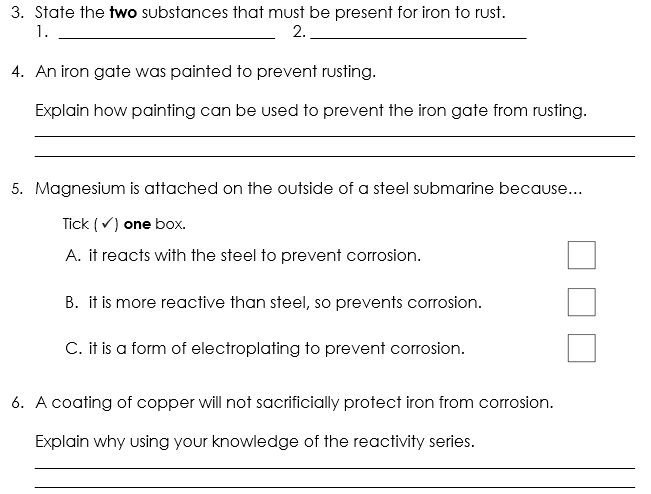 3. State the two substances that must be present for iron to rust.
1. ____________________ 2. ____________________
4. An iron gate was painted to prevent rusting.
Explain how painting can be used to prevent the iron gate from rusting.
5. Magnesium is attached on the outside of a steel submarine because...
Tick (✓) one box.
A. it reacts with the steel to prevent corrosion.
B. it is more reactive than steel, so prevents corrosion.
C. it is a form of electroplating to prevent corrosion.
6. A coating of copper will not sacrificially protect iron from corrosion.
Explain why using your knowledge of the reactivity series.